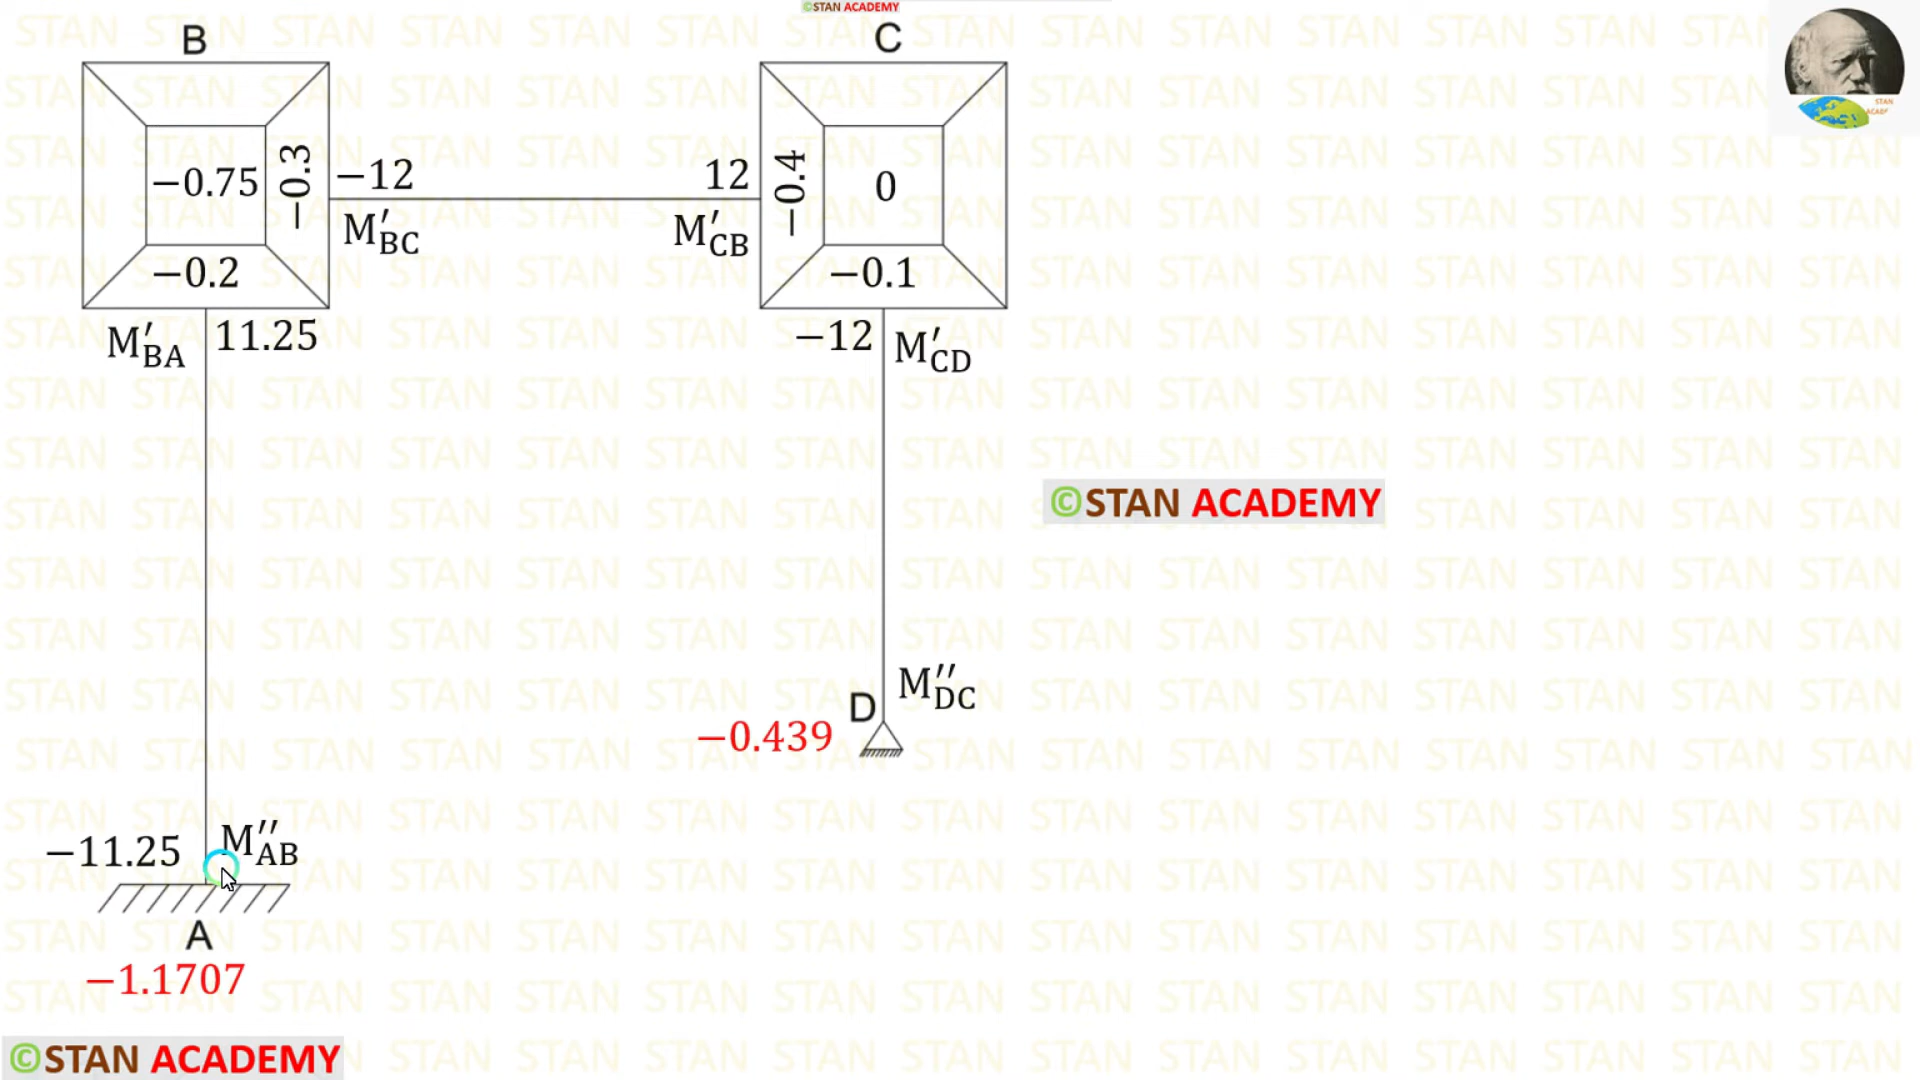 ©STAN ACADEMY
B
C
−0.75
−0.3
−12
12
−0.4
0
M′BC
M′CB
−0.2
−0.1
M′BA
11.25
−12
M′CD
©STAN ACADEMY
M′′DC
D
−0.439
−11.25
M′′AB
A
−1.1707
©STAN ACADEMY